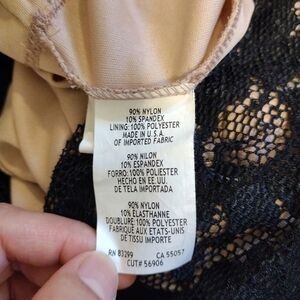 90% NYLON
10% SPANDEX
LINING: 100% POLYESTER
MADE IN U.S.A.
OF IMPORTED FABRIC
90% NILON
10% ESPANDEX
FORRO: 100% POLIESTER
HECHO EN EE.UU.
DE TELA IMPORTADA
90% NYLON
10% ELASTHANNE
DOUBLURE: 100% POLYESTER
FABRIQUÉ AUX ETATS-UNIS
DE TISSU IMPORTE
RN 83299 CA 55057
CUT# 56906